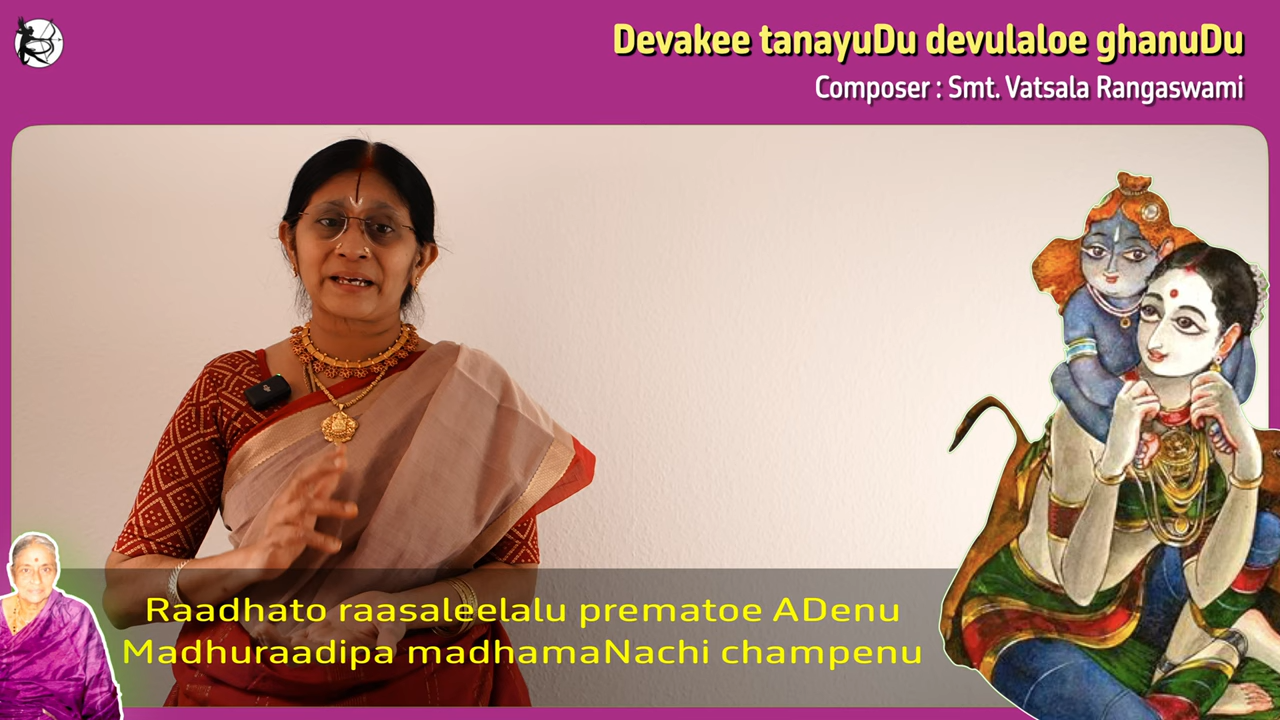 Devakee tanayuDu devulaloe ghanuDu
Composer : Smt. Vatsala Rangaswami
Raadhato raasaleelalu prematoe ADenu
Madhuraadipa madhamaNachi champenu